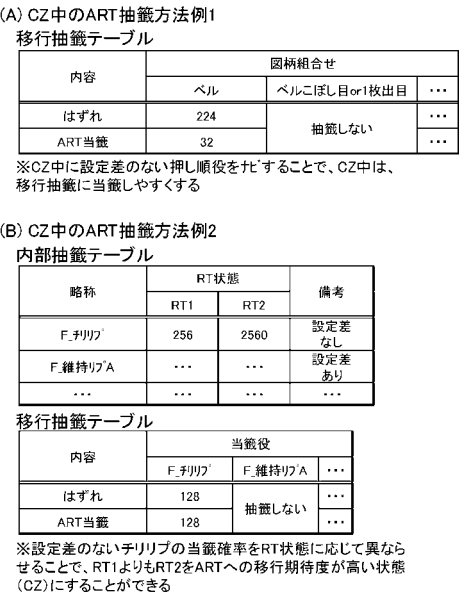 (A) CZ中のART抽籤方法例1
移行抽籤テーブル
内容 図柄組合せ
ベル ベルこぼし目or1枚出目 ･･･
はずれ 224 抽籤しない ･･･
ART当籤 32 ･･･
※CZ中に設定差のない押し順役をナビすることで、CZ中は、
移行抽籤に当籤しやすくする
(B) CZ中のART抽籤方法例2
内部抽籤テーブル
略称 RT状態 備考
RT1 RT2
F_チリリプ 256 2560 設定差
なし
F_維持リプA ･･･ ･･･ 設定差
あり
･･･ ･･･ ･･･ ･･･
移行抽籤テーブル
内容 当籤役
F_チリリプ F_維持リプA ･･･
はずれ 128 抽籤しない ･･･
ART当籤 128 ･･･
※設定差のないチリリプの当籤確率をRT状態に応じて異なら
せることで、RT1よりもRT2をARTへの移行期待度が高い状態
(CZ)にすることができる